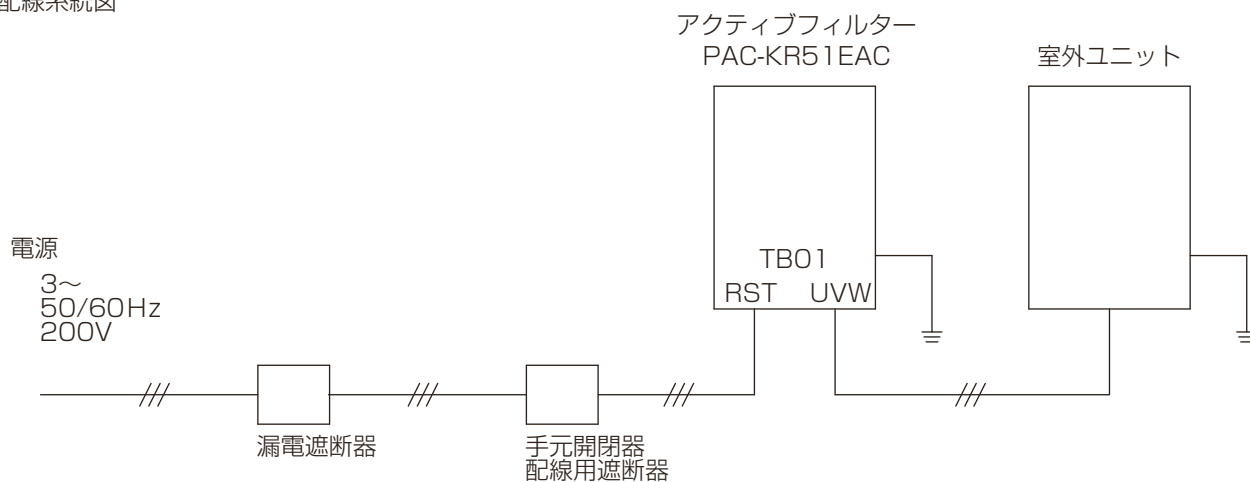 配線系統図
アクティブフィルター
PAC-KR51EAC
室外ユニット
電源
3～
50/60Hz
200V
TB01
RST UVW
漏電遮断器
手元開閉器
配線用遮断器